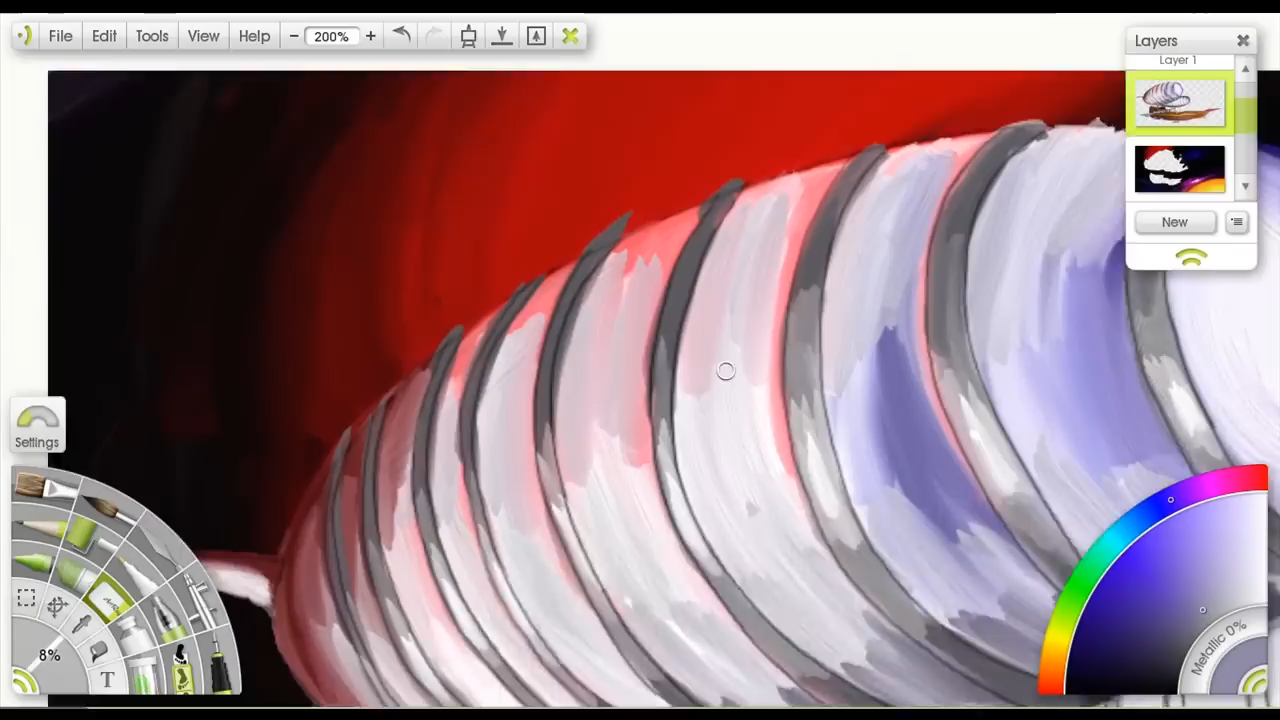 File Edit Tools View Help − 200% +
Layers
Layer 1
New
Settings
8%
T
Metallic 0%